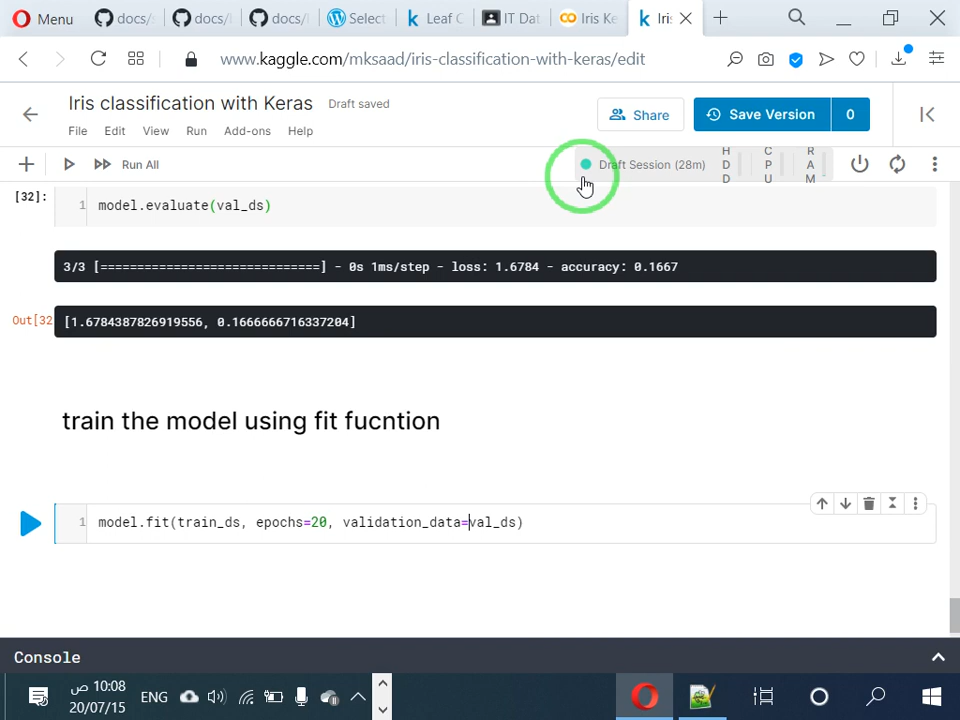 Menu
docs/
docs/
docs/
Select
Leaf C
IT Dat
Iris Ke
Iris
www.kaggle.com/mksaad/iris-classification-with-keras/edit
Iris classification with Keras
Draft saved
File Edit View Run Add-ons Help
Share
Save Version 0
Run All
Draft Session (28m)
HDD
CPU
RAM
[32]:
1 model.evaluate(val_ds)
3/3 [==============================] - 0s 1ms/step - loss: 1.6784 - accuracy: 0.1667
Out[32
[1.6784387826919556, 0.1666666716337204]
train the model using fit fucntion
1 model.fit(train_ds, epochs=20, validation_data=val_ds)
Console
10:08 ص
20/07/15
ENG